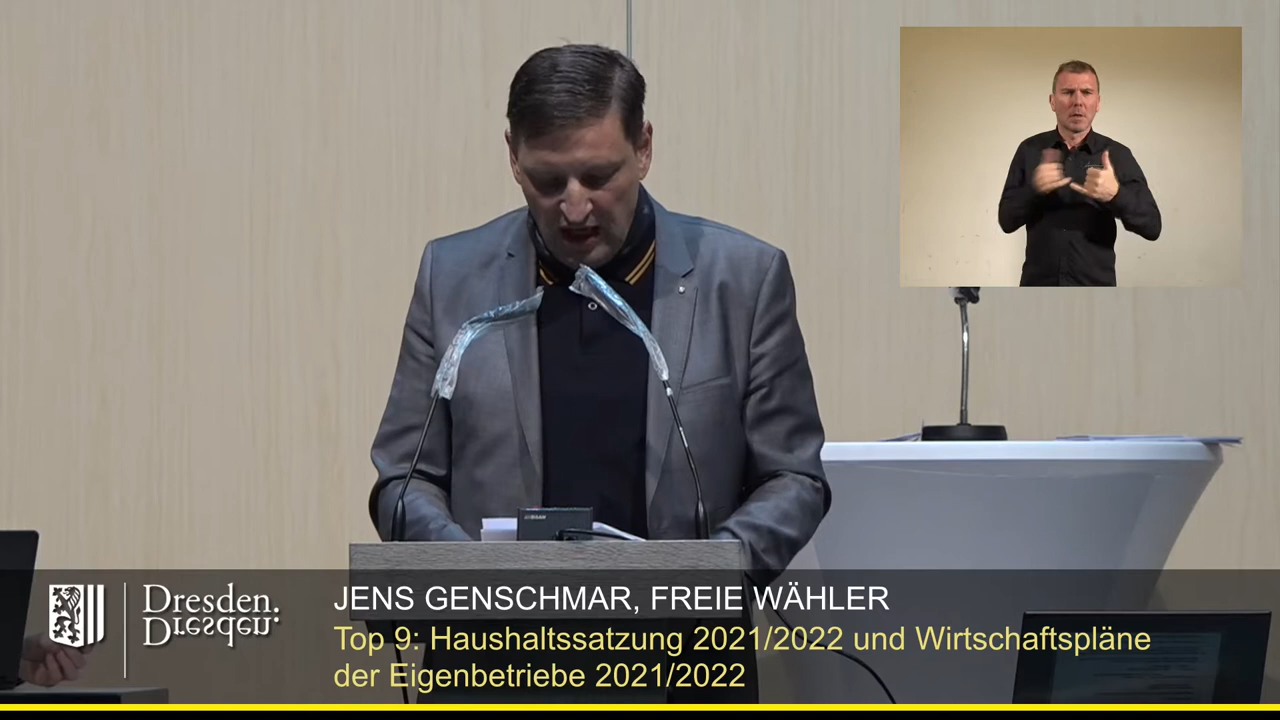 Dresden.
Dresden.
JENS GENSCHMAR, FREIE WÄHLER
Top 9: Haushaltssatzung 2021/2022 und Wirtschaftspläne
der Eigenbetriebe 2021/2022